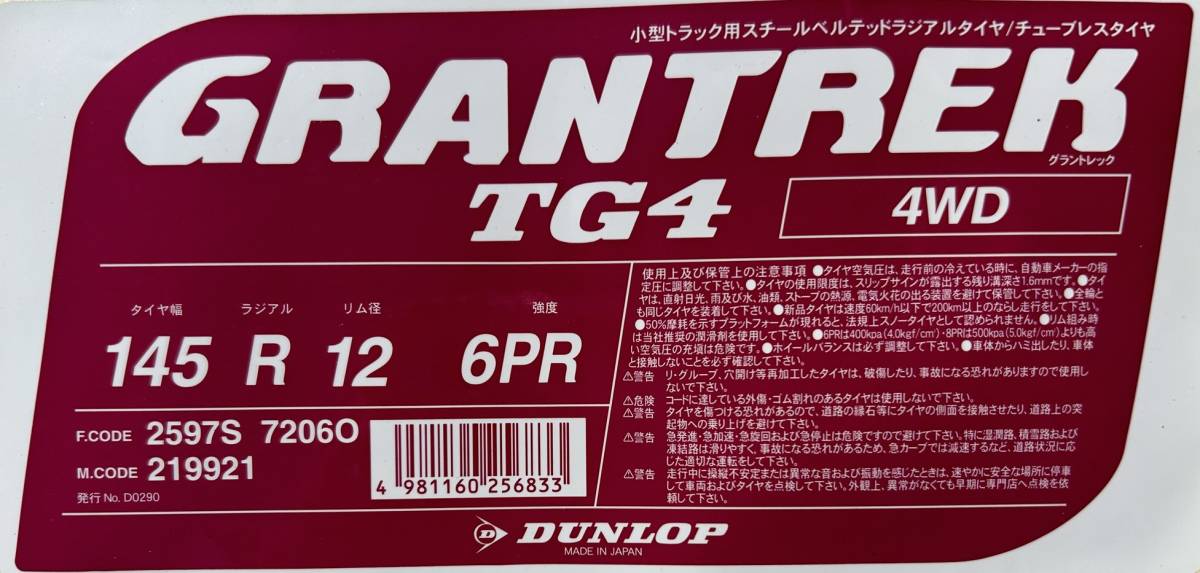 小型トラック用スチールベルテッドラジアルタイヤ/チューブレスタイヤ
GRANTREK
グラントレック
TG4
4WD
タイヤ幅 ラジアル リム径 強度
145 R 12 6PR
F.CODE 2597S 7206O
M.CODE 219921
発行 No. D0290
4 981160 256833
使用上及び保管上の注意事項 ●タイヤ空気圧は、走行前の冷えている時に、自動車メーカーの指
定圧に調整して下さい。●タイヤの使用限度は、スリップサインが露出する残り溝深さ1.6mmです。●タイ
ヤは、直射日光、雨及び水、油類、ストーブの熱源、電気火花の出る装置を避けて保管して下さい。●全輪と
も同じタイヤを装着して下さい。●新品タイヤは速度60km/h以下で200km以上のならし走行をして下さい。
●50%摩耗を示すプラットフォームが現れると、法規上スノータイヤとして認められません。●リム組み時
は当社推奨の潤滑剤を使用して下さい。●6PRは400kpa(4.0kgf/cm²)・8PRは500kpa(5.0kgf/cm²)よりも高
い空気圧の充填は危険です。●ホイールバランスは必ず調整して下さい。●車体からハミ出したり、車体
と接触しないことを必ず確認して下さい。
⚠警告 リ・グルーブ、穴開け等再加工したタイヤは、破傷したり、事故になる恐れがありますので使用し
ないで下さい。
⚠危険 コードに達している外傷・ゴム割れのあるタイヤは使用しないで下さい。
⚠警告 タイヤを傷つける恐れがあるので、道路の縁石等にタイヤの側面を接触させたり、道路上の突
起物への乗り上げを避けて下さい。
⚠警告 急発進・急加速・急旋回および急停止は危険ですので避けて下さい。特に湿潤路、積雪路および
凍結路は滑りやすく、事故になる恐れがあるため、急カーブでは減速するなど、道路状況に応
じた適切な運転をして下さい。
⚠警告 走行中に操縦不安定または異常な音および振動を感じたときは、速やかに安全な場所に停車
して車両およびタイヤを点検して下さい。外観上、異常がなくても早期に専門店へ点検を依
頼して下さい。
DUNLOP
MADE IN JAPAN